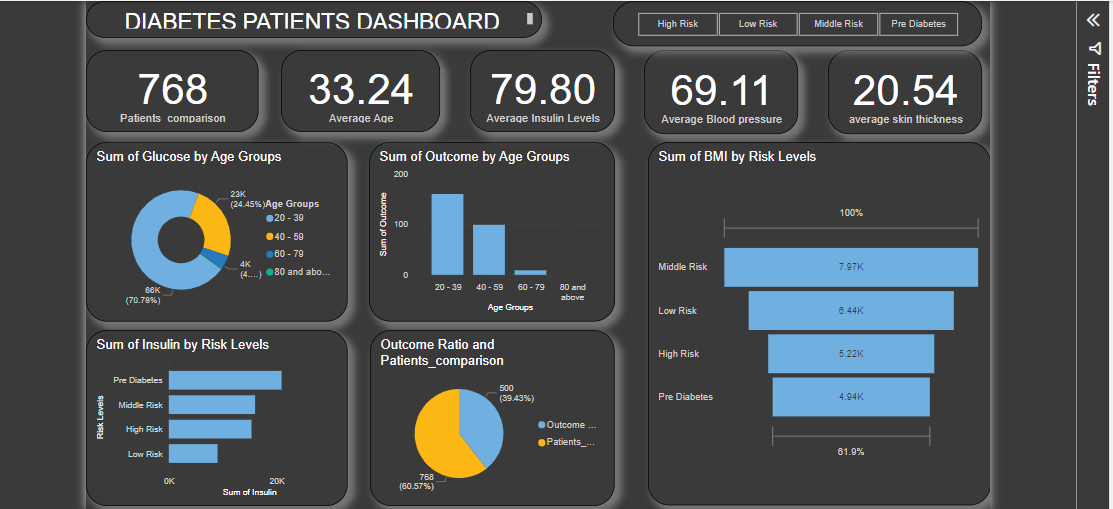 DIABETES PATIENTS DASHBOARD
High Risk
Low Risk
Middle Risk
Pre Diabetes
768
Patients_comparison
33.24
Average Age
79.80
Average Insulin Levels
69.11
Average Blood pressure
20.54
average skin thickness
Filters
Sum of Glucose by Age Groups
23K
(24.45%)
4K
(4....)
66K
(70.78%)
Age Groups
20 - 39
40 - 59
60 - 79
80 and abo...
Sum of Outcome by Age Groups
Sum of Outcome
200
100
0
20 - 39
40 - 59
60 - 79
80 and
above
Age Groups
Sum of BMI by Risk Levels
100%
Middle Risk
7.97K
Low Risk
6.44K
High Risk
5.22K
Pre Diabetes
4.94K
61.9%
Sum of Insulin by Risk Levels
Risk Levels
Pre Diabetes
Middle Risk
High Risk
Low Risk
0K
20K
Sum of Insulin
Outcome Ratio and
Patients_comparison
500
(39.43%)
768
(60.57%)
Outcome ...
Patients_...